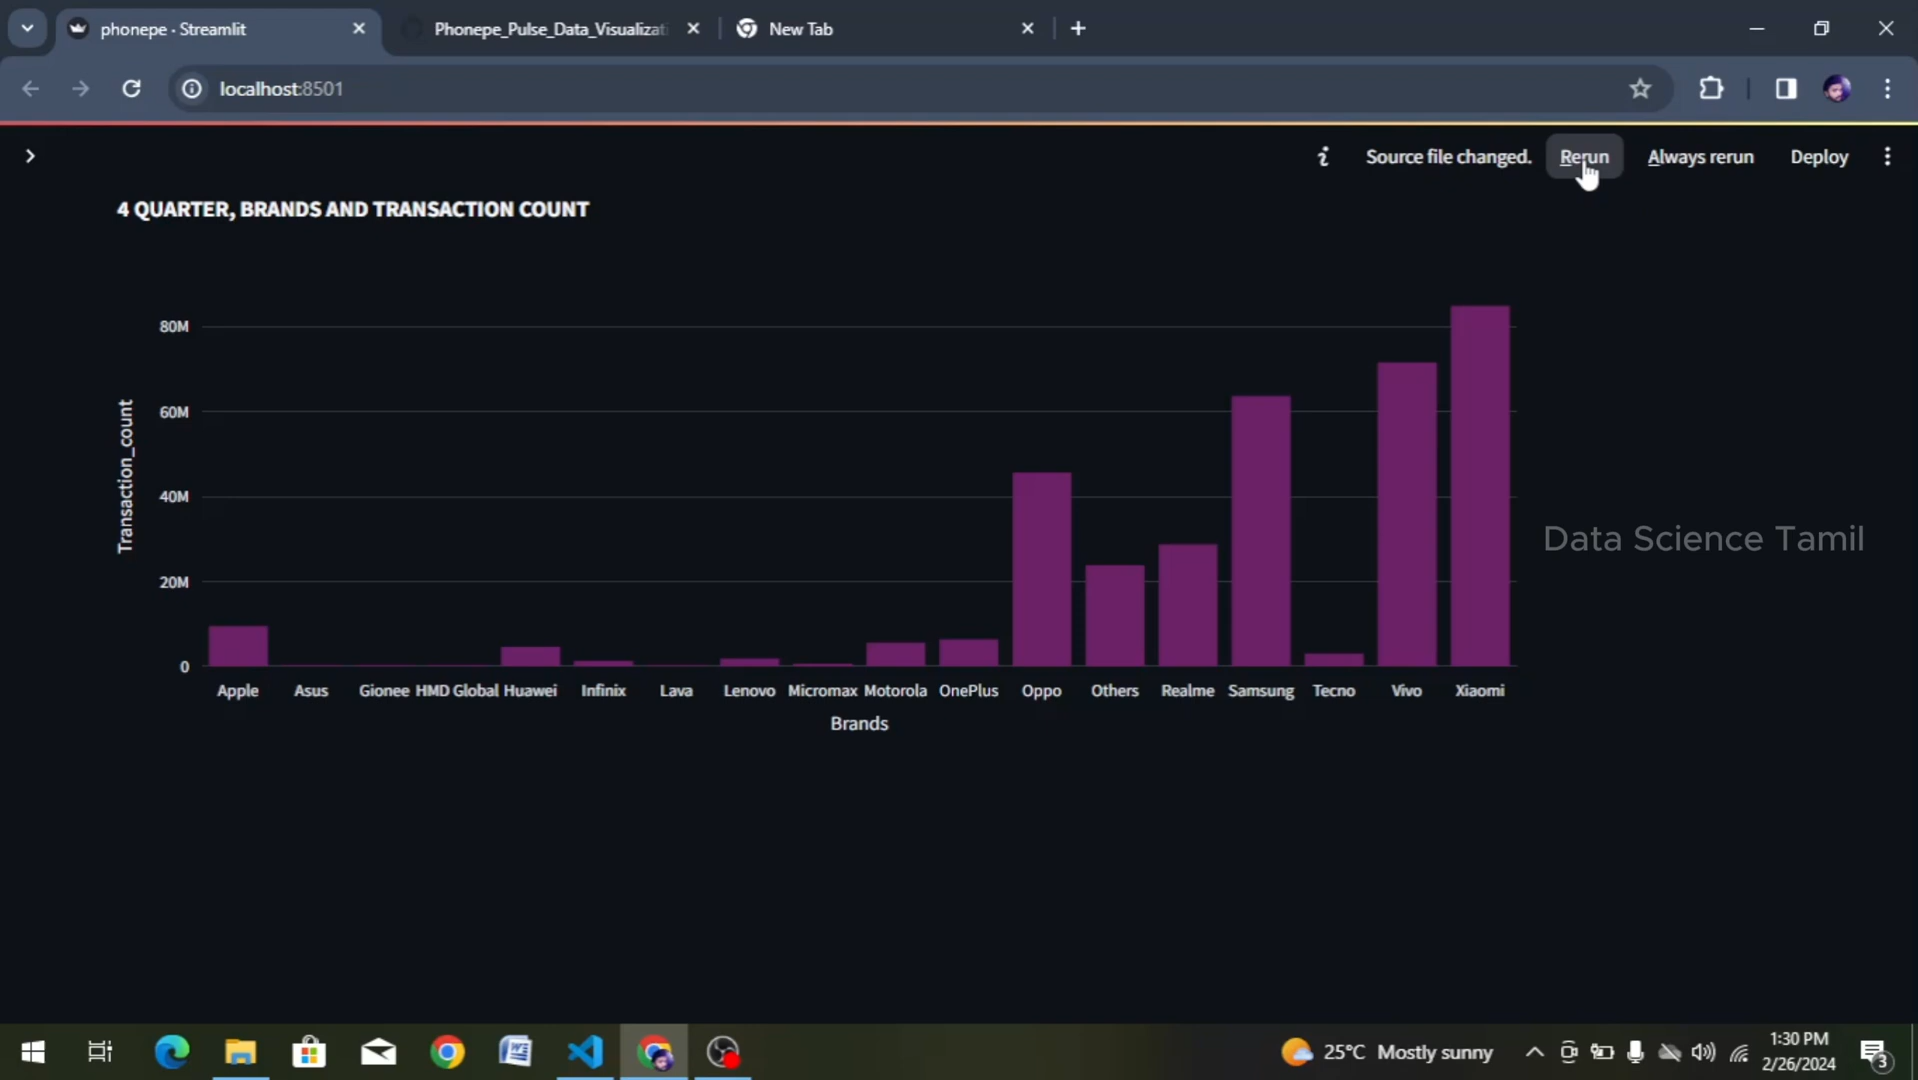 phonepe · Streamlit
Phonepe_Pulse_Data_Visualizati
New Tab
localhost:8501
Source file changed. Rerun Always rerun Deploy
4 QUARTER, BRANDS AND TRANSACTION COUNT
80M
60M
40M
20M
0
Transaction_count
Apple Asus Gionee HMD Global Huawei Infinix Lava Lenovo Micromax Motorola OnePlus Oppo Others Realme Samsung Tecno Vivo Xiaomi
Brands
Data Science Tamil
25°C Mostly sunny
1:30 PM
2/26/2024
3